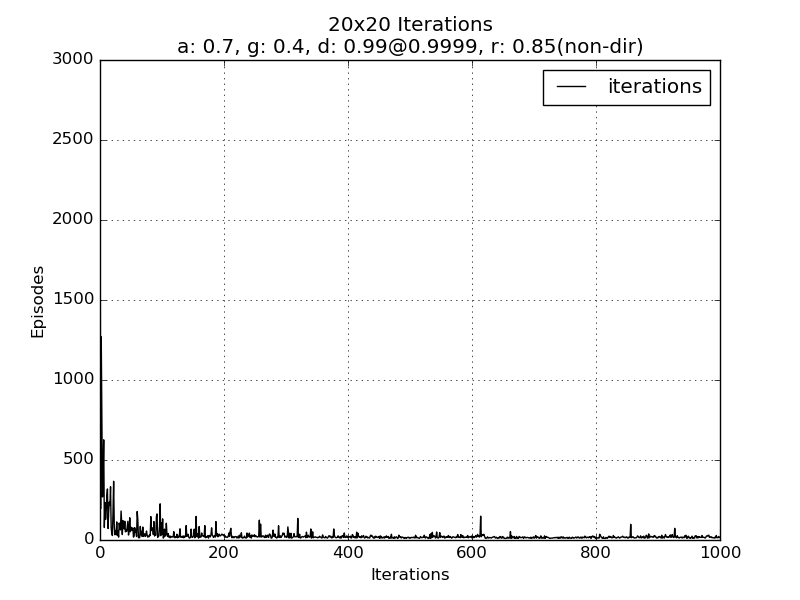 20x20 Iterations
a: 0.7, g: 0.4, d: 0.99@0.9999, r: 0.85(non-dir)
iterations
3000
2500
2000
1500
1000
500
0
Episodes
0 200 400 600 800 1000
Iterations